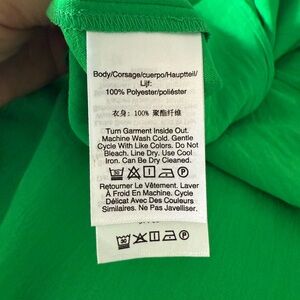 Body/Corsage/cuerpo/Hauptteil/
Lijf:
100% Polyester/poliéster
衣身: 100% 聚酯纤维
Turn Garment Inside Out.
Machine Wash Cold. Gentle
Cycle With Like Colors. Do Not
Bleach. Line Dry. Use Cool
Iron. Can Be Dry Cleaned.
Retourner Le Vêtement. Laver
À Froid En Machine. Cycle
Délicat Avec Des Couleurs
Similaires. Ne Pas Javelliser.